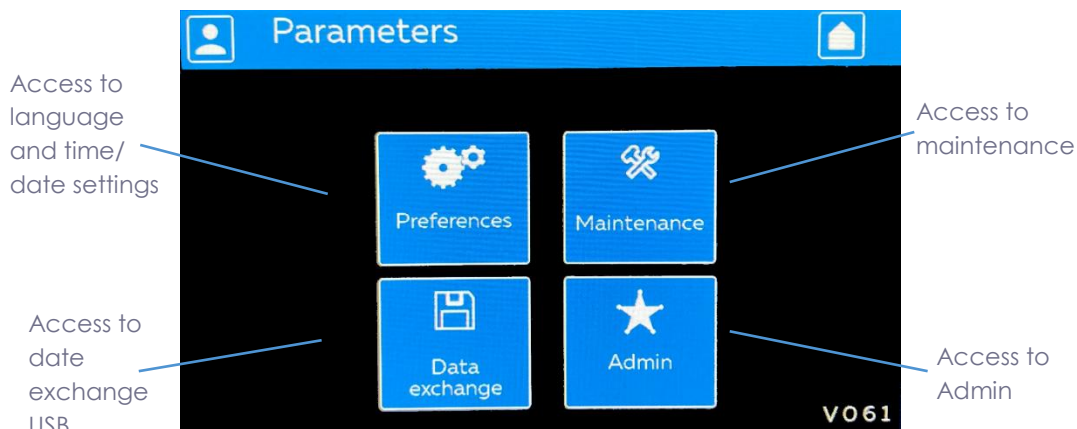 Parameters
Access to
language
and time/
date settings
Access to
maintenance
Preferences
Maintenance
Access to
date
exchange
USB
Data
exchange
Admin
Access to
Admin
V061